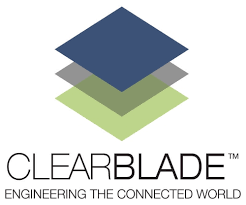 CLEARBLADE™
ENGINEERING THE CONNECTED WORLD